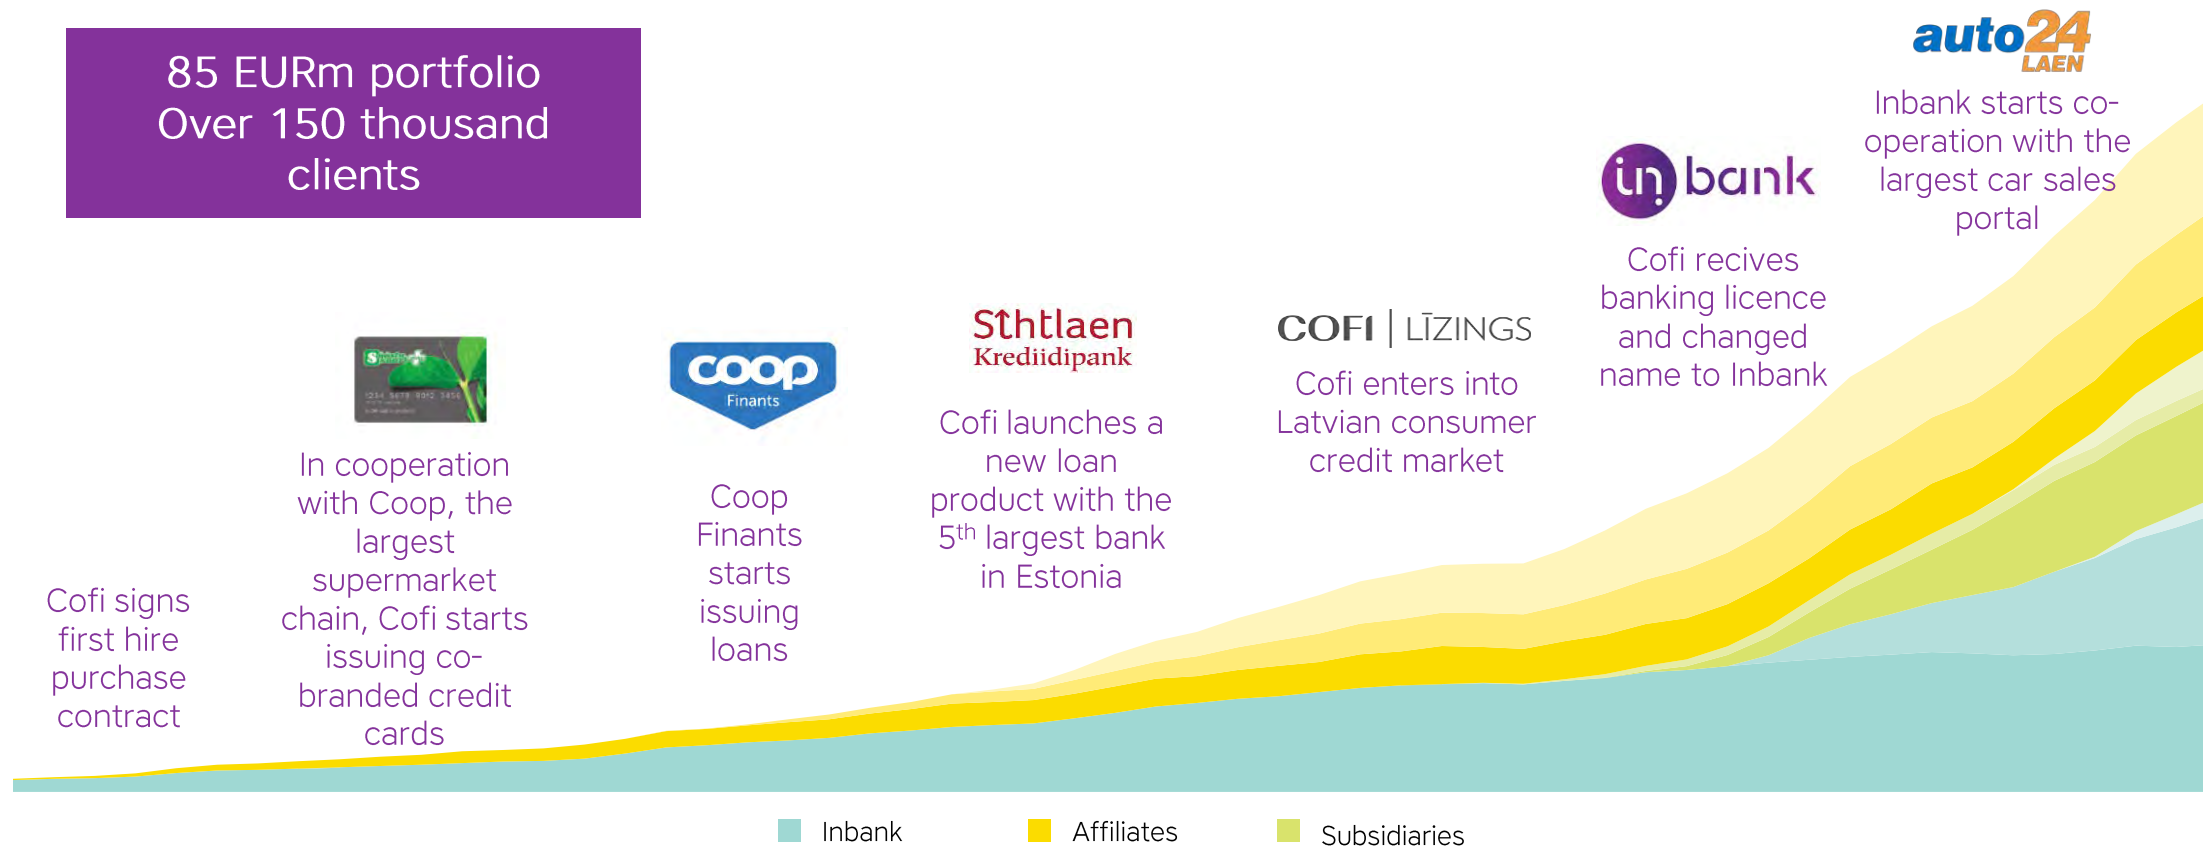 85 EURm portfolio
Over 150 thousand
clients
Cofi signs
first hire
purchase
contract
In cooperation
with Coop, the
largest
supermarket
chain, Cofi starts
issuing co-
branded credit
cards
coop
Finants
Coop
Finants
starts
issuing
loans
Krediidipank
Cofi launches a
new loan
product with the
5th largest bank
in Estonia
COFI | LĪZINGS
Cofi enters into
Latvian consumer
credit market
inbank
Cofi recives
banking licence
and changed
name to Inbank
auto24
LAEN
Inbank starts co-
operation with the
largest car sales
portal
Inbank
Affiliates
Subsidiaries